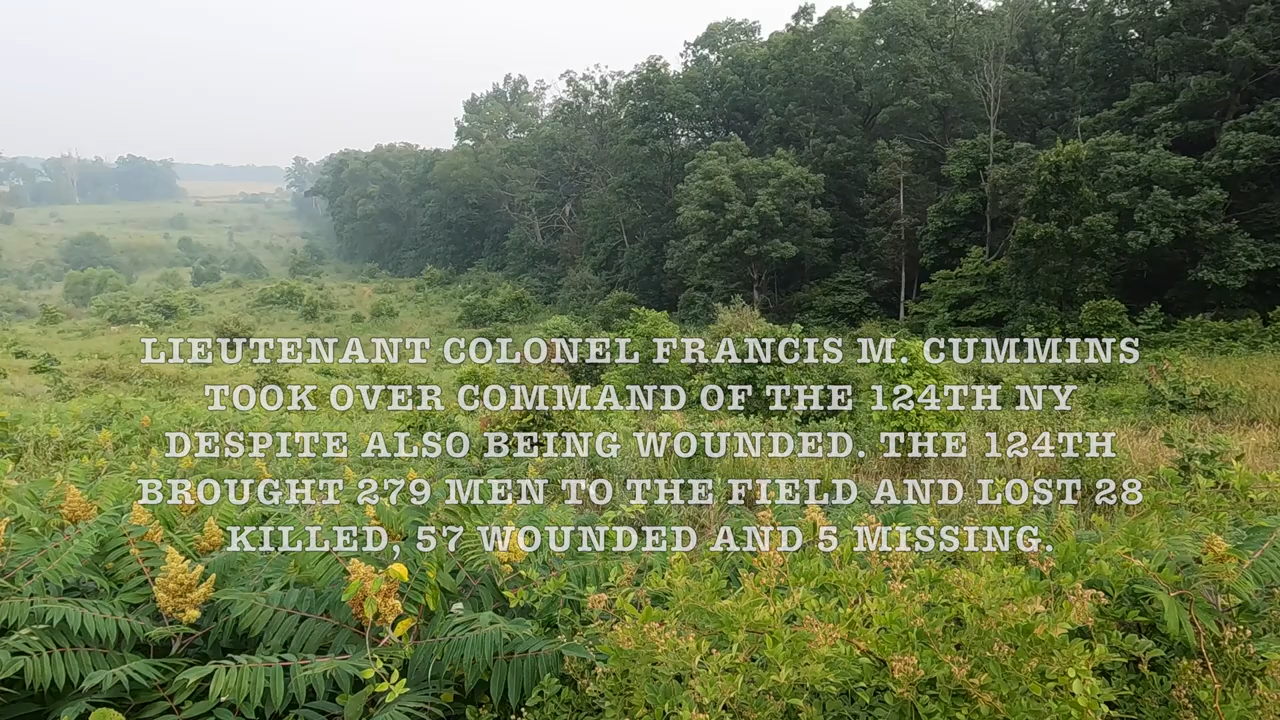 LIEUTENANT COLONEL FRANCIS M. CUMMINS
TOOK OVER COMMAND OF THE 124TH NY
DESPITE ALSO BEING WOUNDED. THE 124TH
BROUGHT 279 MEN TO THE FIELD AND LOST 28
KILLED, 57 WOUNDED AND 5 MISSING.